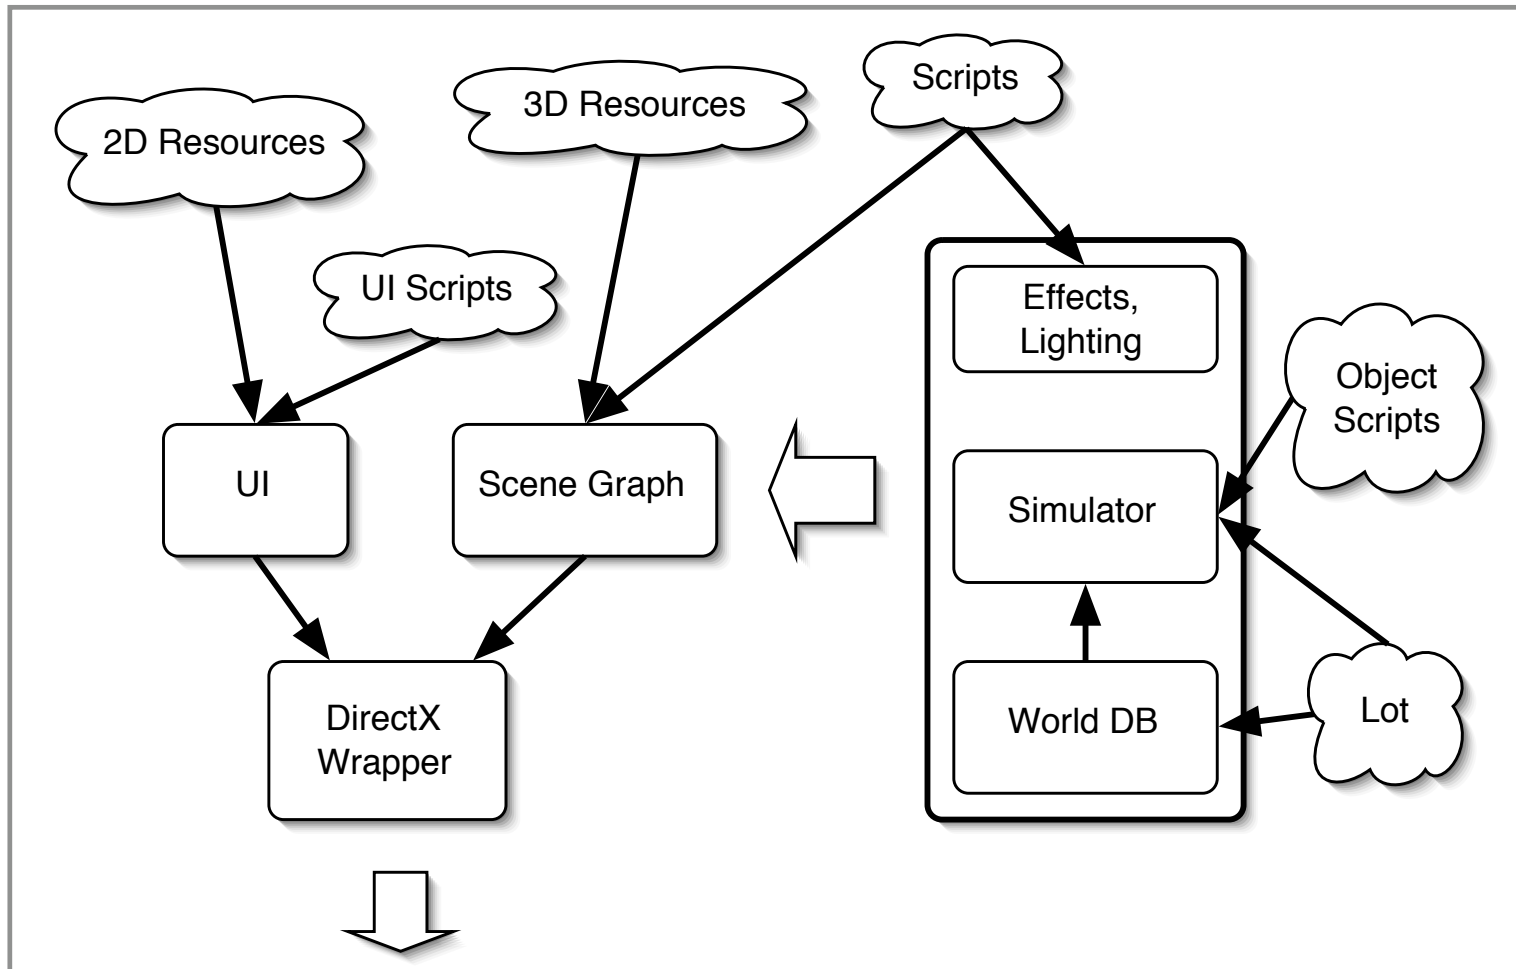 Scripts
3D Resources
2D Resources
UI Scripts
Effects,
Lighting
Object
Scripts
UI
Scene Graph
Simulator
DirectX
Wrapper
World DB
Lot